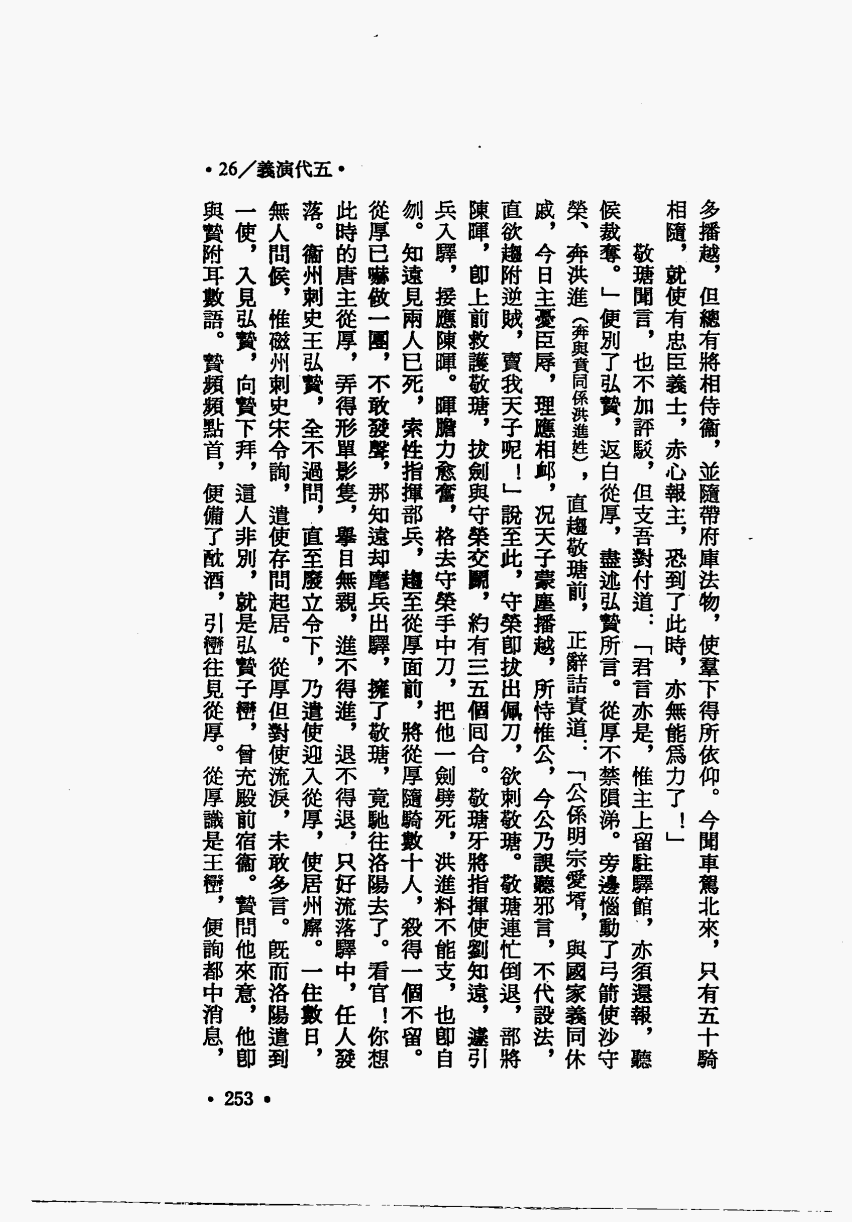 •26／義演代五•
多播越，但總有將相侍衞，並隨帶府庫法物，使羣下得所依仰。今聞車駕北來，只有五十騎
相隨，就使有忠臣義士，赤心報主，恐到了此時，亦無能爲力了！」
敬瑭聞言，也不加評駁，但支吾對付道：「君言亦是，惟主上留駐驛館，亦須還報，聽
侯裁奪。」便別了弘贄，返白從厚，盡述弘贄所言。從厚不禁隕涕。旁邊惱動了弓箭使沙守
榮、奔洪進（奔與賁同係洪進姓），直趨敬瑭前，正辭詰責道：「公係明宗愛壻，與國家義同休
戚，今日主憂臣辱，理應相卹，况天子蒙塵播越，所恃惟公，今公乃誤聽邪言，不代設法，
直欲趨附逆賊，賣我天子呢！」說至此，守榮卽拔出佩刀，欲刺敬瑭。敬瑭連忙倒退，部將
陳暉，卽上前救護敬瑭，拔劍與守榮交鬭，約有三五個回合。敬瑭牙將指揮使劉知遠，遽引
兵入驛，接應陳暉。暉膽力愈奮，格去守榮手中刀，把他一劍劈死，洪進料不能支，也卽自
刎。知遠見兩人已死，索性指揮部兵，趨至從厚面前，將從厚隨騎數十人，殺得一個不留。
從厚已嚇做一團，不敢發聲，那知遠却麾兵出驛，擁了敬瑭，竟馳往洛陽去了。看官！你想
此時的唐主從厚，弄得形單影隻，擧目無親，進不得進，退不得退，只好流落驛中，任人發
落。衞州刺史王弘贄，全不過問，直至廢立令下，乃遣使迎入從厚，使居州廨。一住數日，
無人問候，惟磁州刺史宋令詢，遣使存問起居。從厚但對使流淚，未敢多言。旣而洛陽遣到
一使，入見弘贄，向贄下拜，這人非別，就是弘贄子巒，曾充殿前宿衞。贄問他來意，他卽
與贄附耳數語。贄頻頻點首，便備了酖酒，引巒往見從厚。從厚識是王巒，便詢都中消息，
•253•